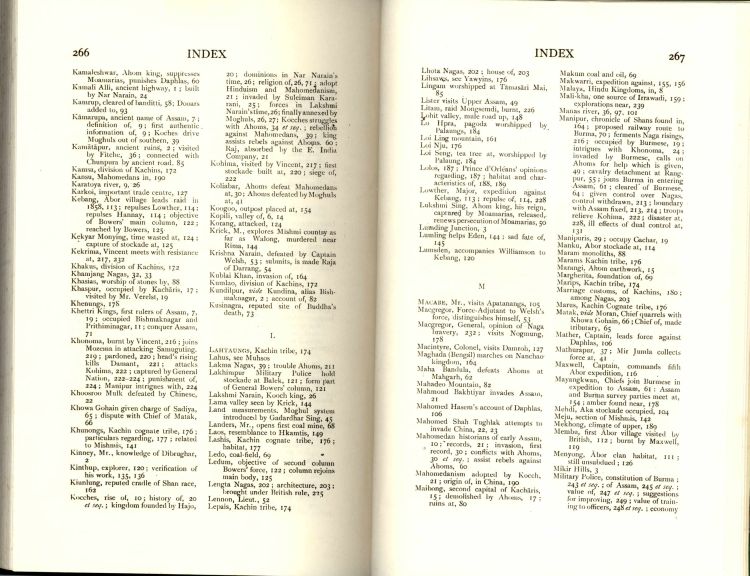 266
INDEX
Kamaleshwar, Ahom king, suppresses
Moamarias, punishes Daphlas, 60
Kamali Alli, ancient highway, 1; built
by Nar Narain, 24
Kamrup, cleared of banditti, 58; Douars
added to, 93
Kāmarupa, ancient name of Assam, 7;
definition of, 9; first authentic
information of, 9; Koches drive
Moghuls out of southern, 39
Kamātāpur, ancient ruins, 2; visited
by Fitche, 36; connected with
Chunpura by ancient road, 85
Kamsa, division of Kachins, 172
Kansu, Mahomedans in, 190
Karatoya river, 9, 26
Karkoi, important trade centre, 127
Kebang, Abor village leads raid in
1858, 113; repulses Lowther, 114;
repulses Hannay, 114; objective
of Bowers' main column, 122;
reached by Bowers, 125
Kekyar Monying, time wasted at, 124;
capture of stockade at, 125
Kekrima, Vincent meets with resistance
at, 217, 232
Khakus, division of Kachins, 172
Khamjang Nagas, 32, 33
Khasias, worship of stones by, 88
Khaspur, occupied by Kachāris, 17;
visited by Mr. Verelst, 19
Khenungs, 178
Khettri Kings, first rulers of Assam, 7,
19; occupied Bishmaknagar and
Prithiminagar, 11; conquer Assam,
71
Khonoma, burnt by Vincent, 216; joins
Mozema in attacking Samuguting,
219; pardoned, 220; head's rising
kills Damant, 221; attacks
Kohima, 222; captured by General
Nation, 222-224; punishment of,
224; Manipur intrigues with, 224
Khoosroo Mulk defeated by Chinese,
22
Khowa Gohain given charge of Sadiya,
65; dispute with Chief of Matak,
66
Khunongs, Kachin cognate tribe, 176;
particulars regarding, 177; related
to Mishmis, 141
Kinney, Mr., knowledge of Dibrughar,
2
Kinthup, explorer, 120; verification of
his work, 135, 136
Kiunlung, reputed cradle of Shan race,
162
Kocches, rise of, 10; history of, 20
et seq.; kingdom founded by Hajo,
20; dominions in Nar Narain's
time, 26; religion of, 26, 71; adopt
Hinduism and Mahomedanism,
21; invaded by Suleiman Kara-
rani, 25; forces in Lakshmi
Narain's time, 26; finally annexed by
Moghuls, 26, 27; Kocches struggles
with Ahoms, 34 et seq.; rebellion
against Mahomedans, 39; king
assists rebels against Ahoms, 60;
Raj, absorbed by the E. India
Company, 21
Kohima, visited by Vincent, 217; first
stockade built at, 220; siege of,
222
Koliabar, Ahoms defeat Mahomedans
at, 30; Ahoms defeated by Moghuls
at, 41
Koogoo, outpost placed at, 154
Kopili, valley of, 6, 14
Kotang, attacked, 124
Krick, M., explores Mishmi country as
far as Walong, murdered near
Rima, 144
Krishna Narain, defeated by Captain
Welsh, 53; submits, is made Raja
of Darrang, 54
Kublai Khan, invasion of, 164
Kumlao, division of Kachins, 172
Kundilpur, vide Kundina, alias Bish-
maknagar, 2; account of, 82
Kusinagra, reputed site of Buddha's
death, 73
L
LAHTAUNGS, Kachin tribe, 174
Lahus, see Muhsos
Lakma Nagas, 39; trouble Ahoms, 211
Lakhimpur Military Police hold
stockade at Balek, 121; form part
of General Bowers' column, 121
Lakshmi Narain, Kooch king, 26
Lama valley seen by Krick, 144
Land measurements, Moghul system
introduced by Gadardhar Sing, 45
Landers, Mr., opens first coal mine, 68
Laos, resemblance to Hkamtis, 149
Lashis, Kachin cognate tribe, 176;
habitat, 177
Ledo, coal-field, 69
Ledum, objective of second column
Bowers' force, 122; column rejoins
main body, 125
Lengta Nagas, 202; architecture, 203;
brought under British rule, 225
Lennon, Lieut., 52
Lepais, Kachin tribe, 174
INDEX
267
Lhota Nagas, 202; house of, 203
Lihsaws, see Yawyins, 176
Lingam worshipped at Tāmasāri Mai,
85
Lister visits Upper Assam, 49
Litau, raided by Mongsemdi, burnt, 226
Lohit valley, mule road up, 148
Lo Hpra, pagoda worshipped by
Palaungs, 184
Loi Ling mountain, 161
Loi Nju, 176
Loi Seng, tea tree at, worshipped by
Palaung, 184
Lolos, 187; Prince d'Orléans' opinions
regarding, 187; habitat and char-
acteristics of, 188, 189
Lowther, Major, expedition against
Kebang, 113; repulse of, 114, 228
Lukshmi Sing, Ahom king, his reign,
captured by Moamarias, released,
renews persecution of Moamarias, 50
Lumding Junction, 3
Lumling helps Eden, 144; sad fate of,
145
Lumsden, accompanies Williamson to
Kebang, 120
M
MACABE, Mr., visits Apatanangs, 105
Macgregor, Force-Adjutant to Welsh's
force, distinguishes himself, 53
Macgregor, General, opinion of Naga
bravery, 232; visits Nognung,
178
Macintyre, Colonel, visits Damroh, 127
Maghada (Bengal) marches on Nanchao
kingdom, 164
Maha Bandula, defeats Ahoms at
Mahgarh, 62
Mahadeo Mountain, 82
Mahmoud Bakhtiyar invades Assam,
21
Mahomed Hasem's account of Daphlas,
104
Mahomed Shah Tughlak attempts to
invade China, 22, 23
Mahomedan historians of early Assam,
10; records, 21; invasion, first
record, 30; conflicts with Ahoms,
30 et seq.; assist rebels against
Ahoms, 60
Mahomedanism adopted by Kocch,
21; origin of, in China, 190
Maibong, second capital of Kachāris,
15; demolished by Ahoms, 17;
ruins at, 80
Makum coal and oil, 69
Makwarri, expedition against, 155, 156
Malaya, Hindu Kingdoms, in, 8
Mali-khu, one source of Irrawadi, 159;
explorations near, 239
Manas river, 36, 97, 101
Manipur, chronicle of Shans found in,
164; proposed railway route to
Burma, 70; ferments Naga risings,
216; occupied by Burmese, 19;
intrigues with Khonoma, 24;
invaded by Burmese, calls on
Ahoms for help which is given,
49; cavalry detachment at Rang-
pur, 55; joins Burma in entering
Assam, 61; cleared of Burmese,
64; given control over Nagas,
control withdrawn, 213; boundary
with Assam fixed, 213, 214; troops
relieve Kohima, 222; disaster at,
228, ill effects of dual control at,
131
Manipuris, 29; occupy Cachar, 19
Manku, Abor stockade at, 114
Maram monoliths, 88
Marans Kachin tribe, 176
Marangi, Ahom earthwork, 15
Margherita, foundation of, 69
Marips, Kachin tribe, 174
Marriage customs, of Kachins, 180;
among Nagas, 203
Marus, Kachin Cognate tribe, 176
Matak, vide Moran, Chief quarrels with
Khowa Gohain, 66; Chief of, made
tributary, 65
Mather, Captain, leads force against
Daphlas, 106
Mathurapur, 37; Mir Jumla collects
force at, 41
Maxwell, Captain, commands fifth
Abor expedition, 116
Mayangkwan, Chiefs join Burmese in
expedition to Assam, 61; Assam
and Burma survey parties meet at,
154; amber found near, 178
Mehdi, Aka stockade occupied, 104
Meju, section of Mishmis, 142
Mekhong, climate of upper, 189
Membu, first Abor village visited by
British, 112; burnt by Maxwell,
119
Menyong, Abor clan habitat, 111;
still unsubdued, 126
Mikir Hills, 3
Military Police, constitution of Burma;
243 et seq.; of Assam, 245 et seq.;
value of, 247 et seq.; suggestions
for improving, 249; value of train-
ing to officers, 248 et seq.; economy